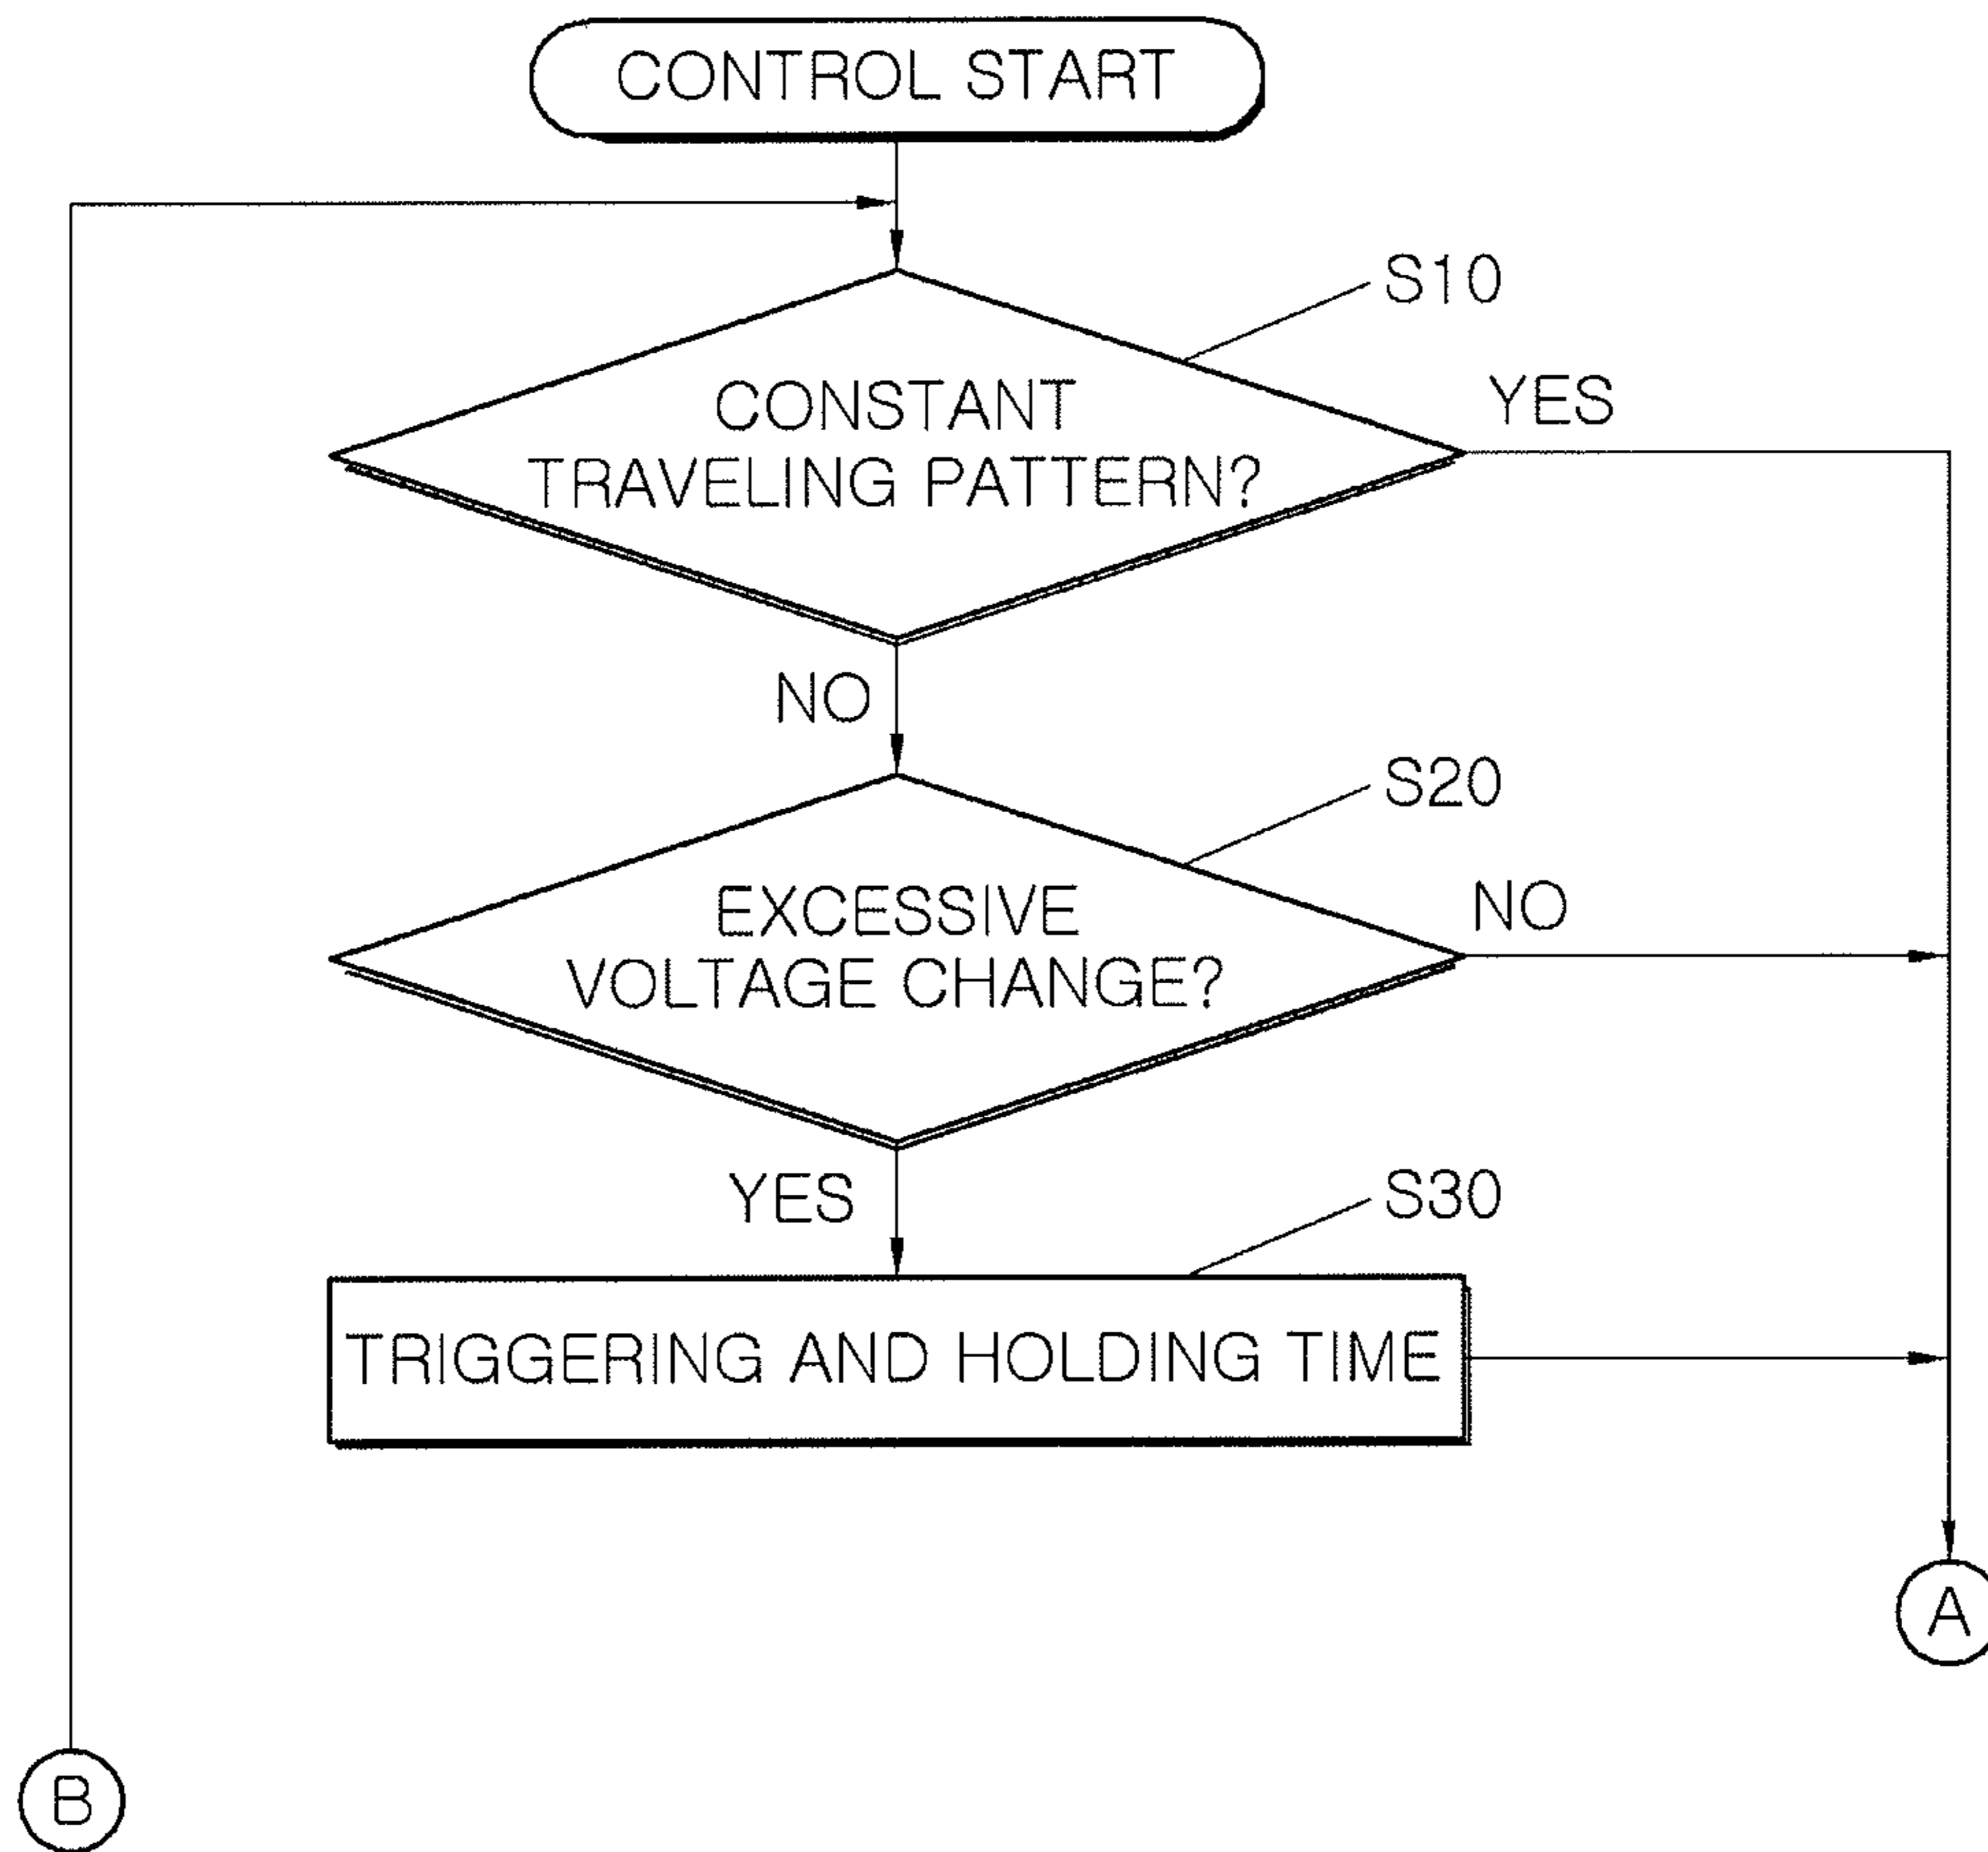 CONTROL START
S10
CONSTANT
TRAVELING PATTERN?
YES
NO
S20
EXCESSIVE
VOLTAGE CHANGE?
NO
YES
S30
TRIGGERING AND HOLDING TIME
A
B